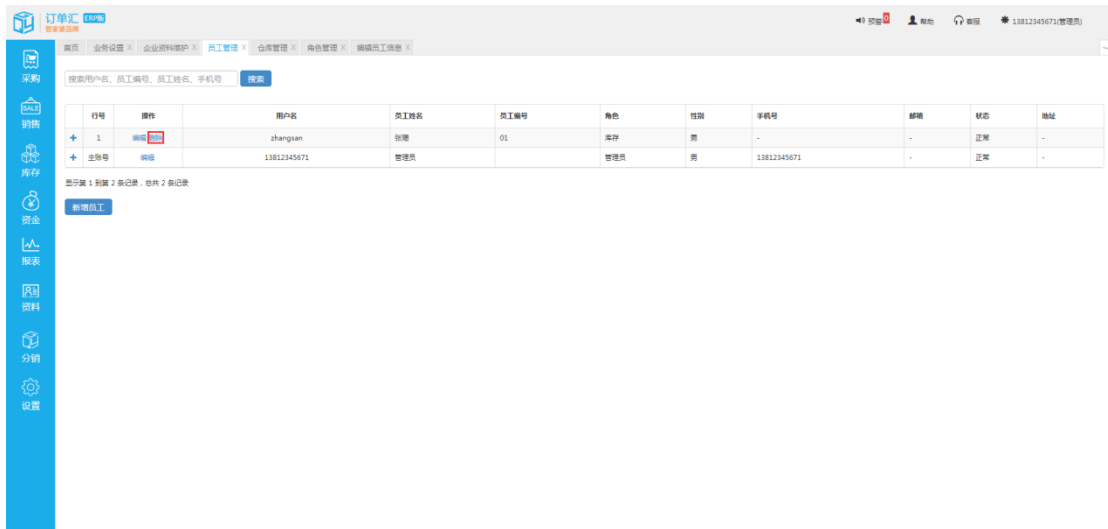 订单汇 ERP版
管家婆品牌
预警 0 帮助 客服 13812345671(管理员)
首页 业务设置 X 企业资料维护 X 员工管理 X 仓库管理 X 角色管理 X 编辑员工信息 X
采购
SALE
销售
库存
资金
报表
资料
分销
设置
搜索用户名、员工编号、员工姓名、手机号 搜索
行号 操作 用户名 员工姓名 员工编号 角色 性别 手机号 邮箱 状态 地址
+ 1 编辑 删除 zhangsan 张珊 01 库存 男 - - 正常 -
+ 主账号 编辑 13812345671 管理员 管理员 男 13812345671 - 正常 -
显示第 1 到第 2 条记录，总共 2 条记录
新增员工